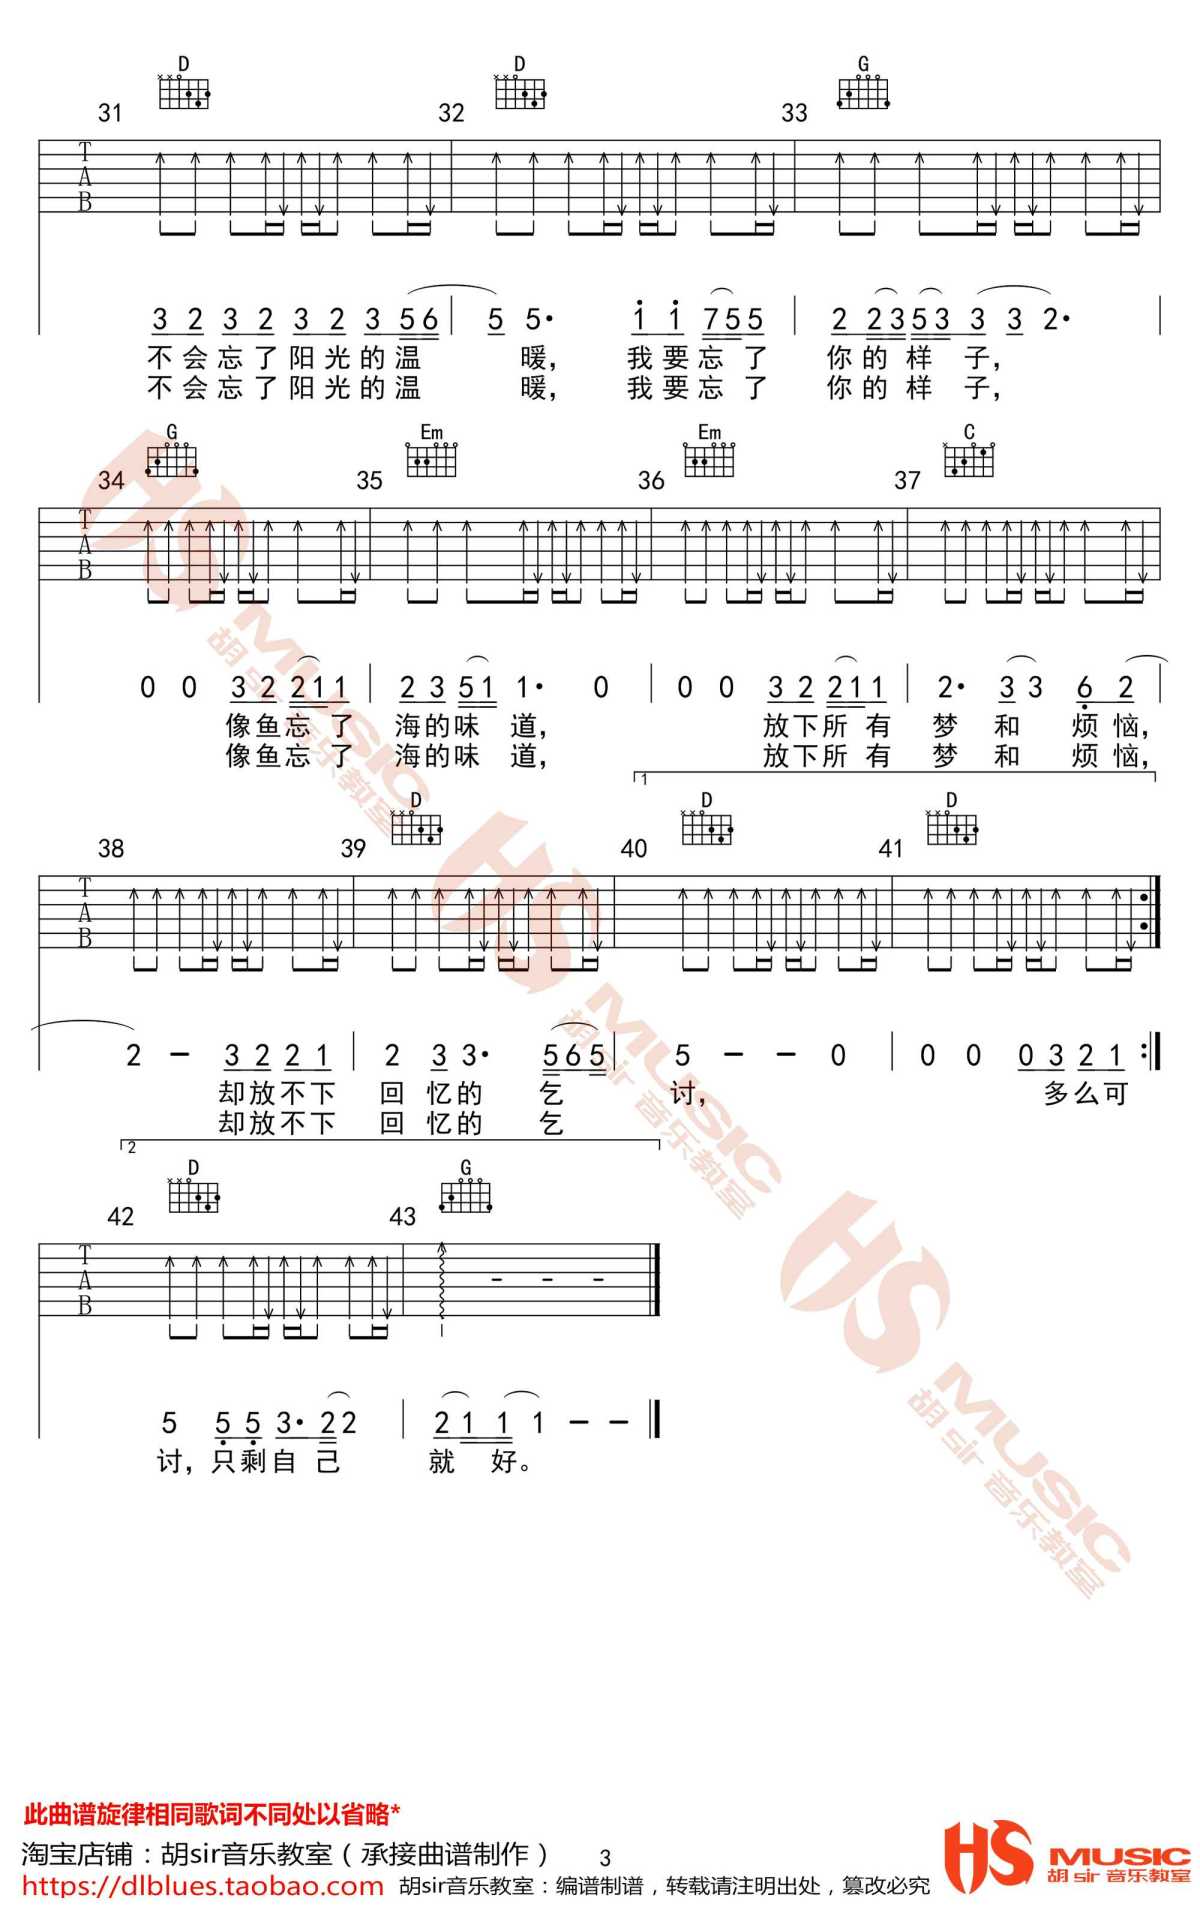 D D G
31 32 33
T
A
B
3 2 3 2 3 2 3 5 6 5 5· 1 1 7 5 5 2 2 3 5 3 3 3 2·
不会忘了阳光的温 暖， 我要忘了 你的样 子，
不会忘了阳光的温 暖， 我要忘了 你的样 子，
G Em Em C
34 35 36 37
T
A
B
0 0 3 2 2 1 1 2 3 5 1 1· 0 0 0 3 2 2 1 1 2· 3 3 6 2
像鱼忘了 海的味 道， 放下所有 梦 和 烦恼，
像鱼忘了 海的味 道， 放下所有 梦 和 烦恼，
1
D D D
38 39 40 41
T
A
B
2 – 3 2 2 1 2 3 3· 5 6 5 5 – – 0 0 0 0 3 2 1
却放不下 回 忆的 乞 讨， 多么可
却放不下 回 忆的 乞
2
D G
42 43
T
A
B
5 5 5 3· 2 2 2 1 1 1 – –
讨，只剩自 己 就 好。
HS MUSIC
胡 sir 音乐教室
HS MUSIC
胡 sir 音乐教室
HS MUSIC
胡 sir 音乐教室
此曲谱旋律相同歌词不同处以省略*
淘宝店铺：胡sir音乐教室（承接曲谱制作） 3
https://dlblues.taobao.com 胡sir音乐教室：编谱制谱，转载请注明出处，篡改必究
HS MUSIC
胡 sir 音乐教室